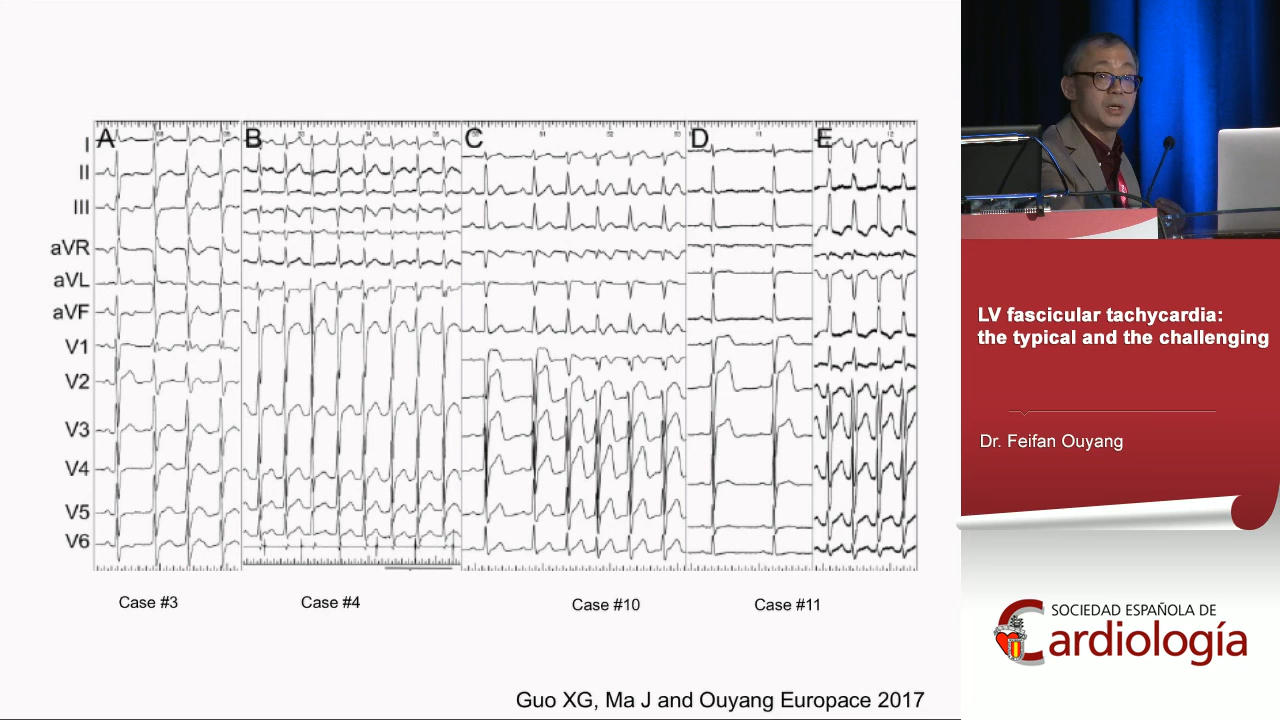 A B C D E
I
II
III
aVR
aVL
aVF
V1
V2
V3
V4
V5
V6
Case #3 Case #4 Case #10 Case #11
Guo XG, Ma J and Ouyang Europace 2017
LV fascicular tachycardia:
the typical and the challenging
Dr. Feifan Ouyang
SOCIEDAD ESPAÑOLA DE
Cardiología